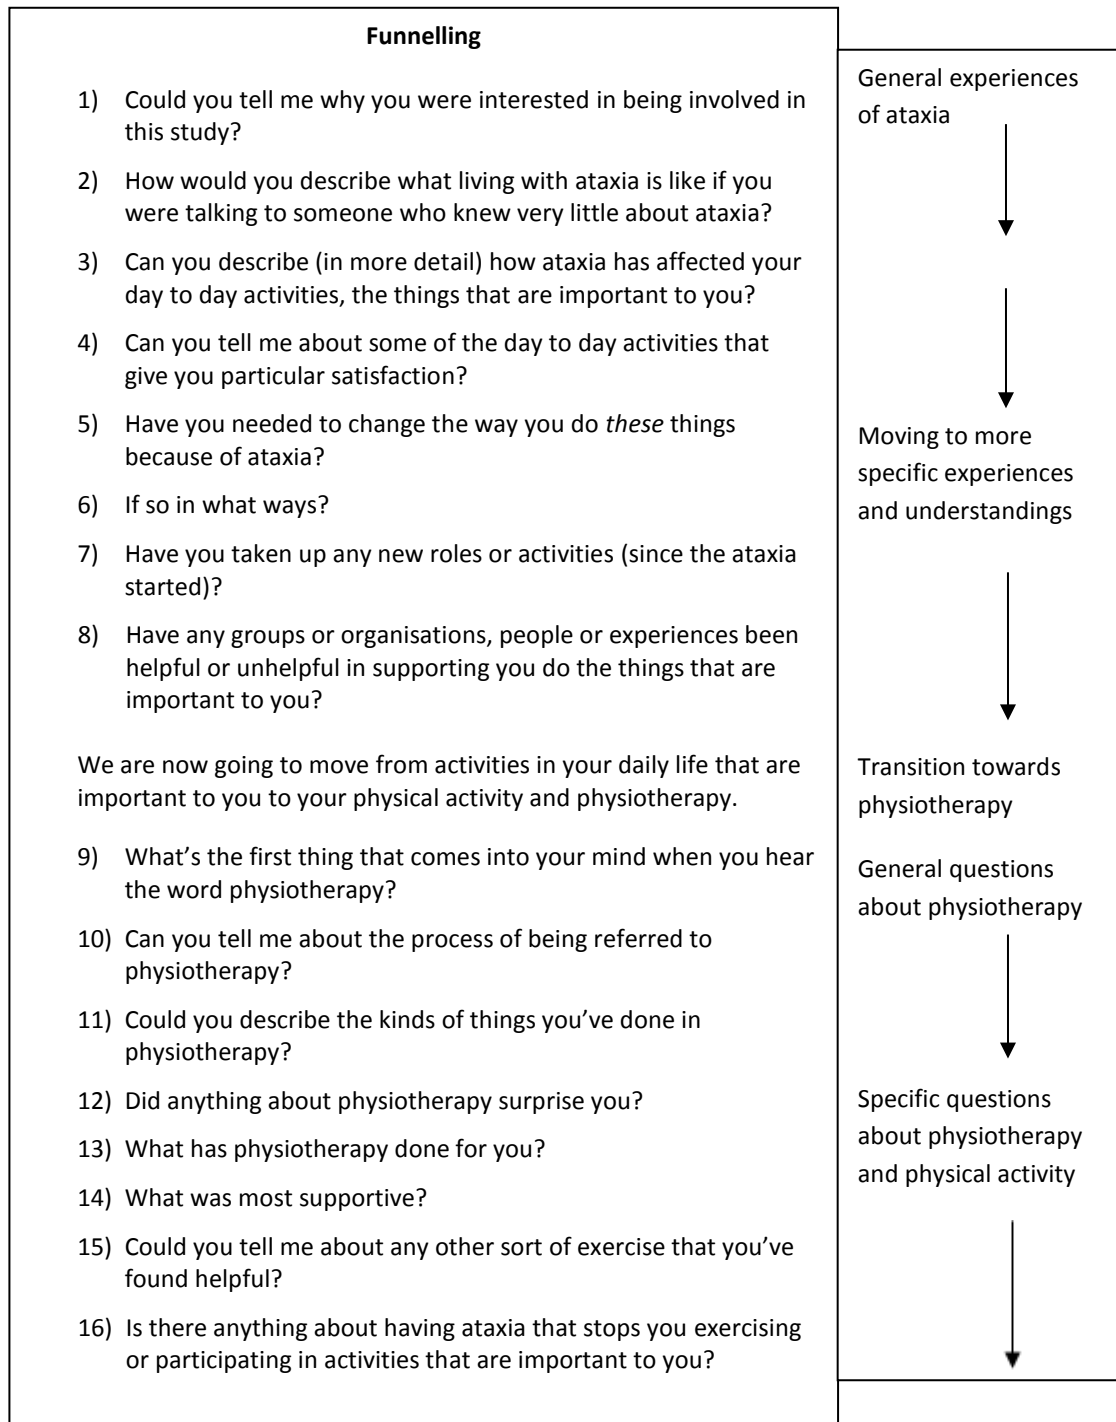 Funnelling
1) Could you tell me why you were interested in being involved in
this study?
2) How would you describe what living with ataxia is like if you
were talking to someone who knew very little about ataxia?
3) Can you describe (in more detail) how ataxia has affected your
day to day activities, the things that are important to you?
4) Can you tell me about some of the day to day activities that
give you particular satisfaction?
5) Have you needed to change the way you do these things
because of ataxia?
6) If so in what ways?
7) Have you taken up any new roles or activities (since the ataxia
started)?
8) Have any groups or organisations, people or experiences been
helpful or unhelpful in supporting you do the things that are
important to you?
We are now going to move from activities in your daily life that are
important to you to your physical activity and physiotherapy.
9) What's the first thing that comes into your mind when you hear
the word physiotherapy?
10) Can you tell me about the process of being referred to
physiotherapy?
11) Could you describe the kinds of things you've done in
physiotherapy?
12) Did anything about physiotherapy surprise you?
13) What has physiotherapy done for you?
14) What was most supportive?
15) Could you tell me about any other sort of exercise that you've
found helpful?
16) Is there anything about having ataxia that stops you exercising
or participating in activities that are important to you?
General experiences
of ataxia
Moving to more
specific experiences
and understandings
Transition towards
physiotherapy
General questions
about physiotherapy
Specific questions
about physiotherapy
and physical activity